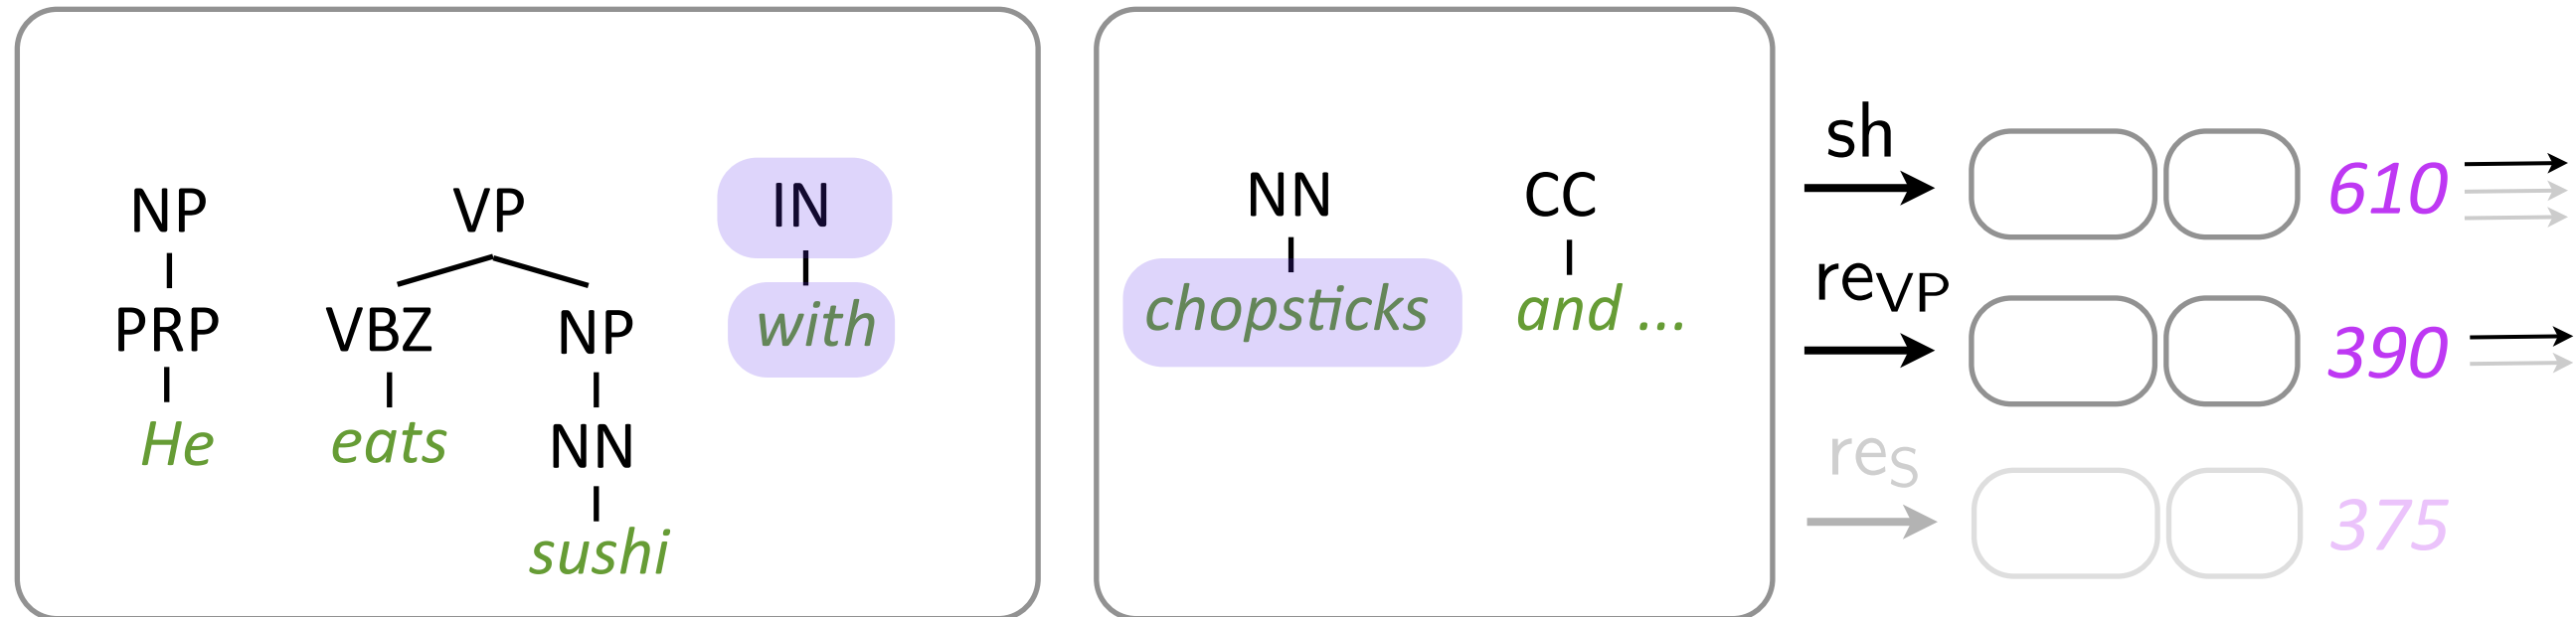 NP VP IN
PRP VBZ NP with
He eats NN
sushi
NN CC
chopsticks and ...
sh 610
reVP 390
reS 375